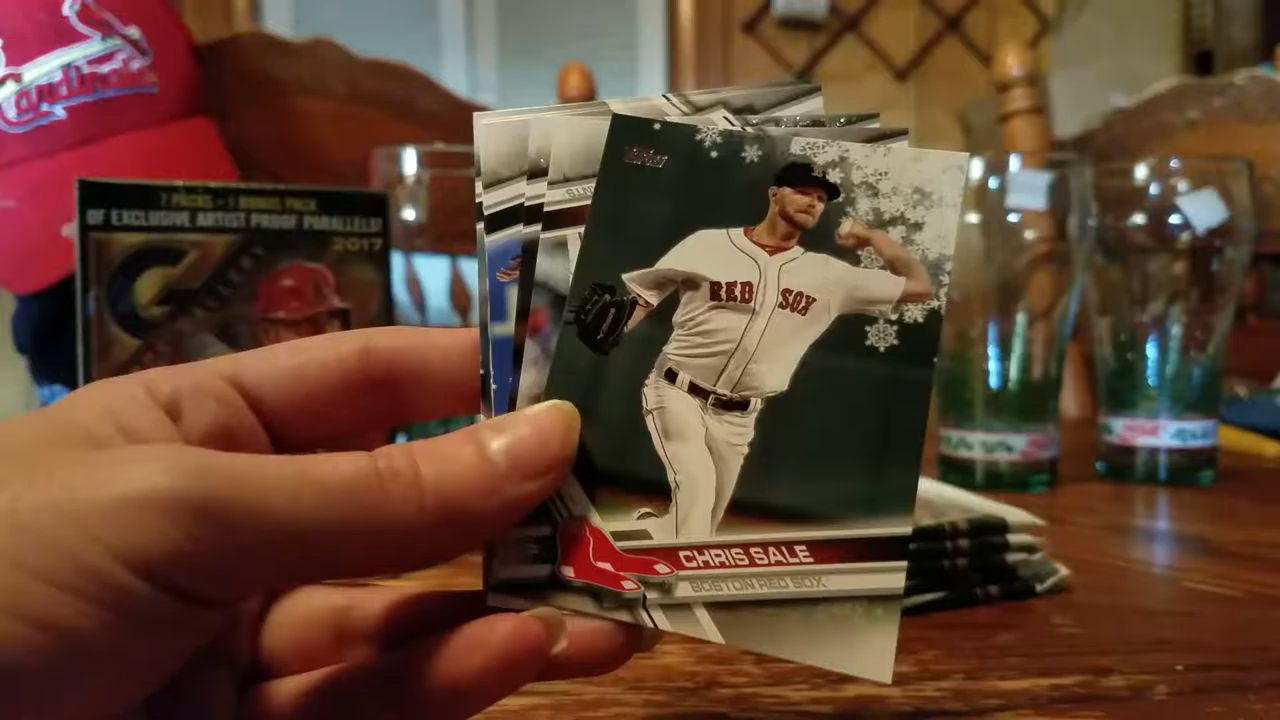 Cardinals
7 PACKS + 1 BONUS PACK
OF EXCLUSIVE ARTIST PROOF PARALLELS!
2017
Topps
RED SOX
CHRIS SALE
BOSTON RED SOX